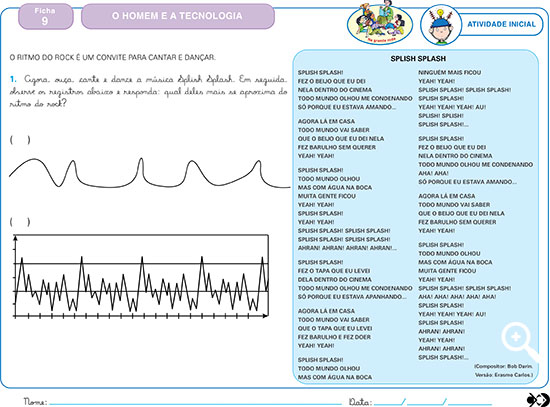 Ficha
9
O HOMEM E A TECNOLOGIA
ATIVIDADE INICIAL
O RITMO DO ROCK É UM CONVITE PARA CANTAR E DANÇAR.
1. Agora, ouça, cante e dance a música Splish Splash. Em seguida,
observe os registros abaixo e responda: qual deles mais se aproxima do
ritmo do rock?
( )
( )
SPLISH SPLASH
SPLISH SPLASH!
FEZ O BEIJO QUE EU DEI
NELA DENTRO DO CINEMA
TODO MUNDO OLHOU ME CONDENANDO
SÓ PORQUE EU ESTAVA AMANDO...
AGORA LÁ EM CASA
TODO MUNDO VAI SABER
QUE O BEIJO QUE EU DEI NELA
FEZ BARULHO SEM QUERER
YEAH! YEAH!
SPLISH SPLASH!
TODO MUNDO OLHOU
MAS COM ÁGUA NA BOCA
MUITA GENTE FICOU
YEAH! YEAH!
SPLISH SPLASH!
YEAH! YEAH!
SPLISH SPLASH! SPLISH SPLASH!
SPLISH SPLASH! SPLISH SPLASH!
AHRAN! AHRAN! AHRAN! AHRAN!...
SPLISH SPLASH!
FEZ O TAPA QUE EU LEVEI
DELA DENTRO DO CINEMA
TODO MUNDO OLHOU ME CONDENANDO
SÓ PORQUE EU ESTAVA APANHANDO...
AGORA LÁ EM CASA
TODO MUNDO VAI SABER
QUE O TAPA QUE EU LEVEI
FEZ BARULHO E FEZ DOER
YEAH! YEAH!
SPLISH SPLASH!
TODO MUNDO OLHOU
MAS COM ÁGUA NA BOCA
NINGUÉM MAIS FICOU
YEAH! YEAH!
SPLISH SPLASH! SPLISH SPLASH!
SPLISH SPLASH!
YEAH! YEAH! YEAH! AU!
SPLISH! SPLISH!
SPLISH SPLASH!...
SPLISH SPLASH!
FEZ O BEIJO QUE EU DEI
NELA DENTRO DO CINEMA
TODO MUNDO OLHOU ME CONDENANDO
AHA! AHA!
SÓ PORQUE EU ESTAVA AMANDO...
AGORA LÁ EM CASA
TODO MUNDO VAI SABER
QUE O BEIJO QUE EU DEI NELA
FEZ BARULHO SEM QUERER
YEAH! YEAH!
SPLISH SPLASH!
TODO MUNDO OLHOU
MAS COM ÁGUA NA BOCA
MUITA GENTE FICOU
YEAH! YEAH!
SPLISH SPLASH! SPLISH SPLASH!
AHA! AHA! AHA! AHA! AHA!
SPLISH SPLASH!
YEAH! YEAH! YEAH! AU!
SPLISH SPLASH!
AHRAN! AHRAN!
YEAH! YEAH!
AHRAN! AHRAN!
SPLISH SPLASH!...
(Compositor: Bob Darin.
Versão: Erasmo Carlos.)
Nome:
Data: / /